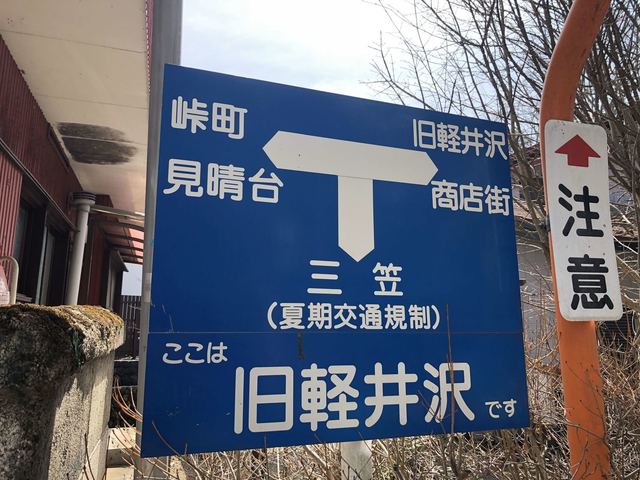 峠町
見晴台
旧軽井沢
商店街
三笠
(夏期交通規制)
ここは
旧軽井沢です
注意